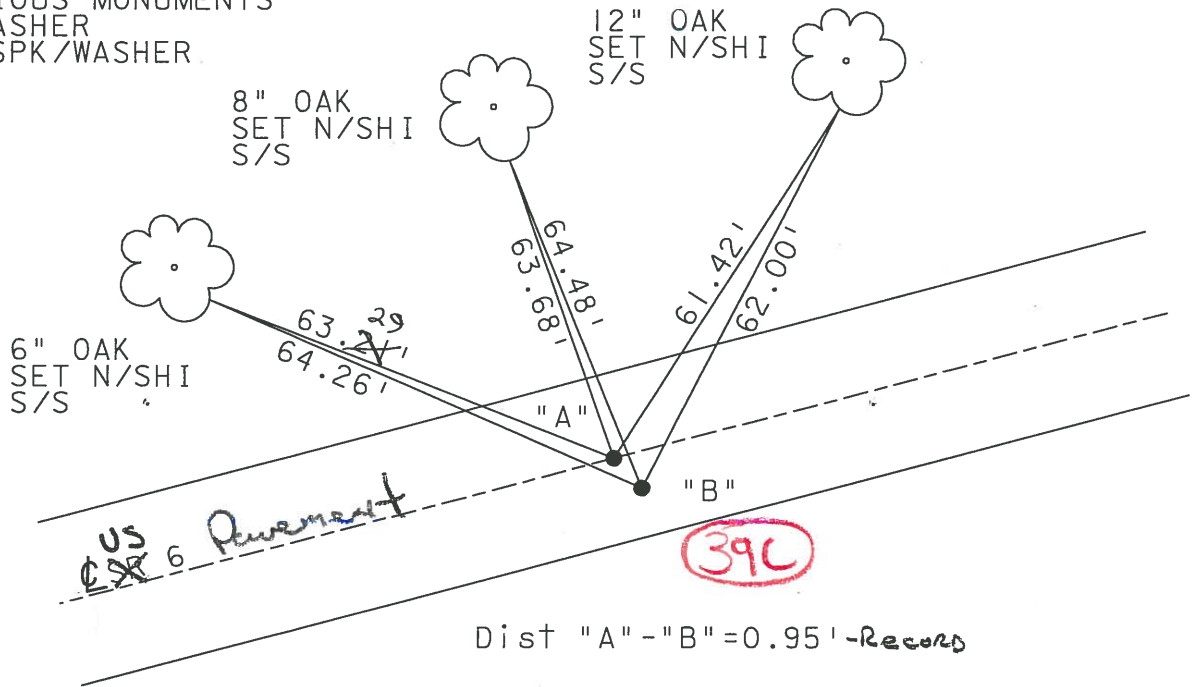 ASHER
SPK/WASHER
12" OAK
SET N/SHI
S/S
8" OAK
SET N/SHI
S/S
6" OAK
SET N/SHI
S/S
63.29
64.26'
64.48'
63.68'
61.42'
62.00'
"A"
"B"
US
℄ SR 6 Pavement
39C
Dist "A"-"B"=0.95'-RECORD